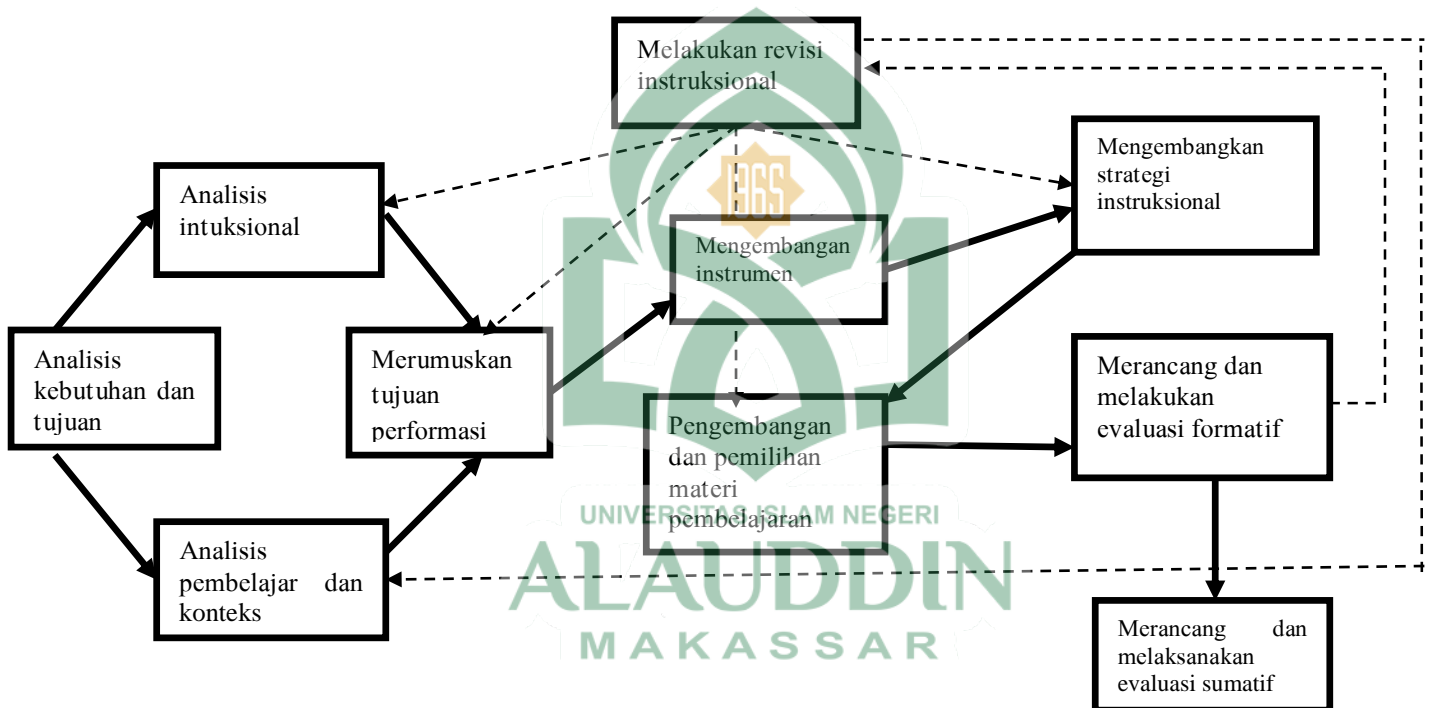 Melakukan revisi
instruksional
Mengembangkan
strategi
instruksional
Analisis
intuksional
1965
Mengembangan
instrumen
Analisis
kebutuhan dan
tujuan
Merumuskan
tujuan
performasi
Merancang dan
melakukan
evaluasi formatif
Pengembangan
dan pemilihan
materi
pembelajaran
UNIVERSITAS ISLAM NEGERI
ALAUDDIN
MAKASSAR
Analisis
pembelajar dan
konteks
Merancang dan
melaksanakan
evaluasi sumatif